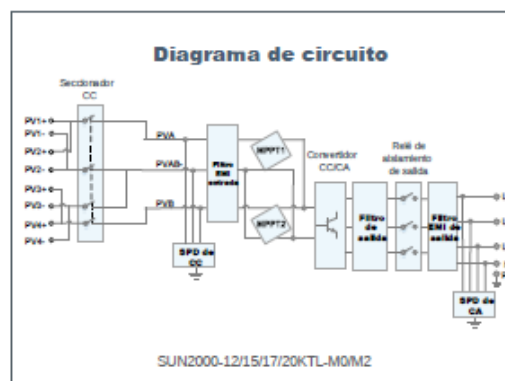 Diagrama de circuito
Seccionador
CC
PV1+
PV1-
PV2+
PV2-
PV3+
PV3-
PV4+
PV4-
PVA
PVAB-
PVB
Filtro
EMI
entrada
MPPT1
MPPT2
SPD de
CC
Convertidor
CC/CA
Filtro
de
salida
Relé de
aislamiento de
salida
Filtro
EMI de
salida
L
L
L
SPD de
CA
SUN2000-12/15/17/20KTL-M0/M2